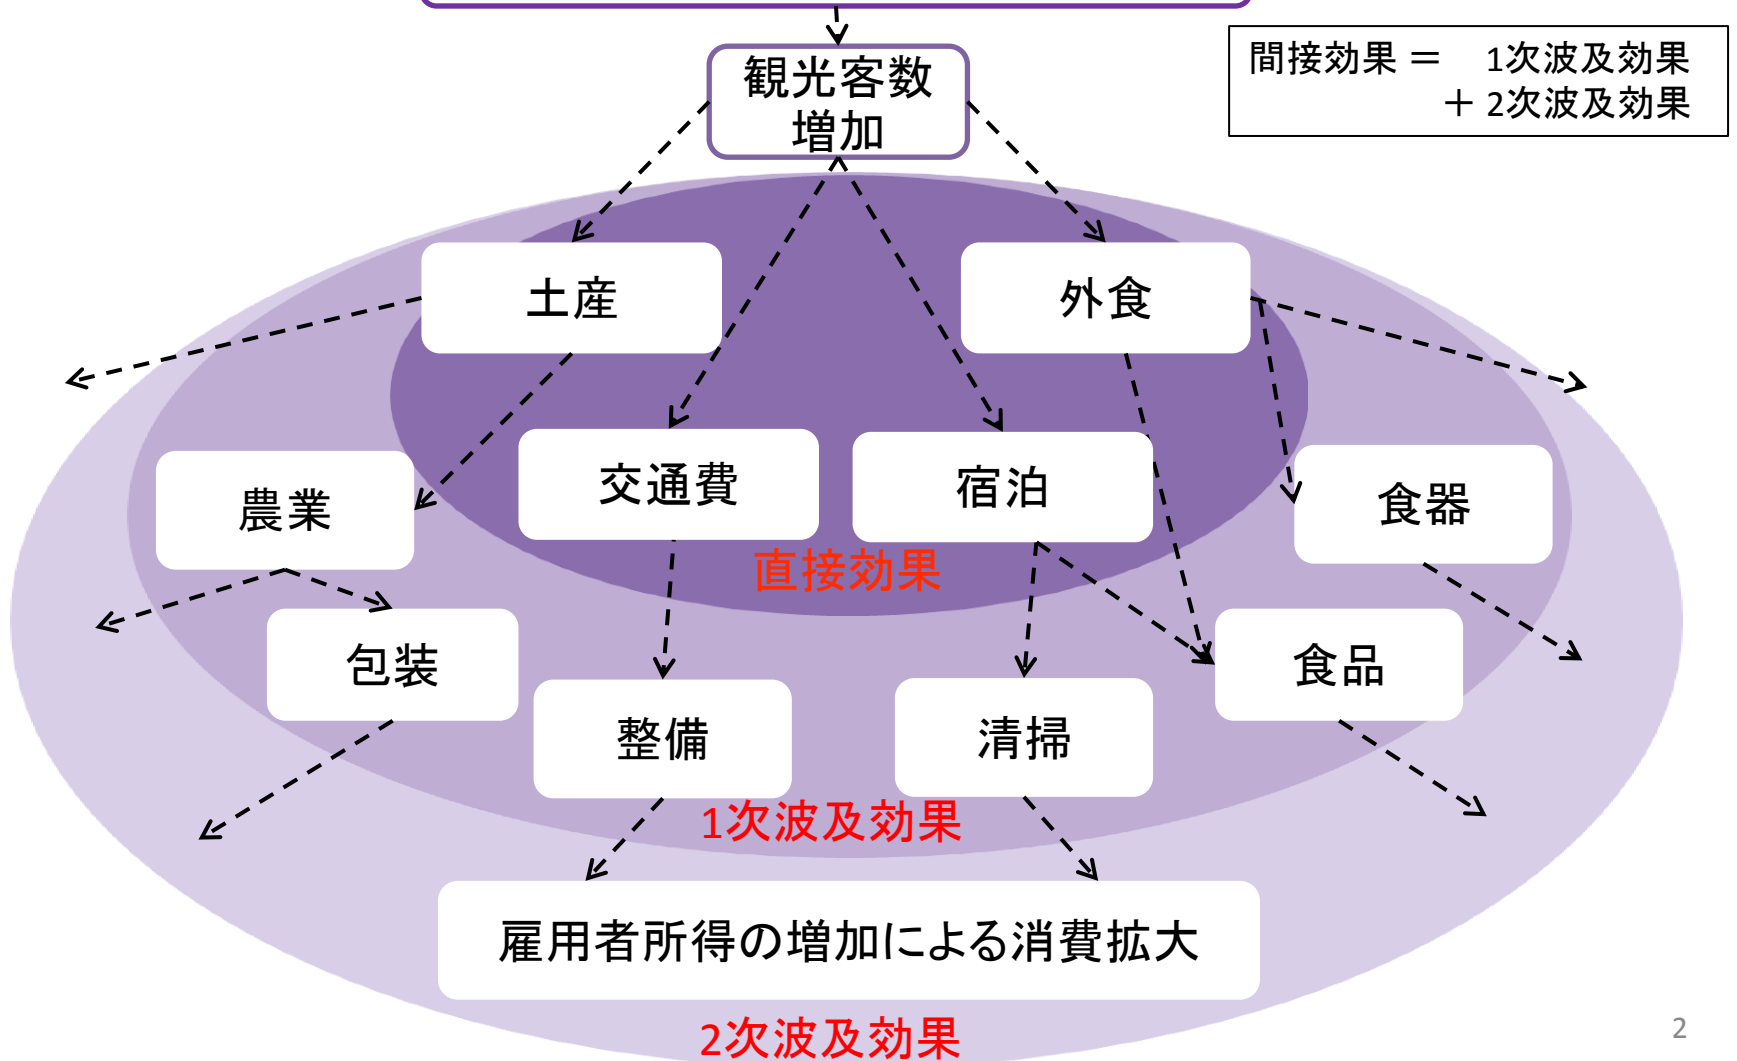 観光客数
増加
間接効果 ＝ 1次波及効果
＋ 2次波及効果
土産
外食
交通費
宿泊
農業
食器
直接効果
包装
食品
整備
清掃
1次波及効果
雇用者所得の増加による消費拡大
2次波及効果
2